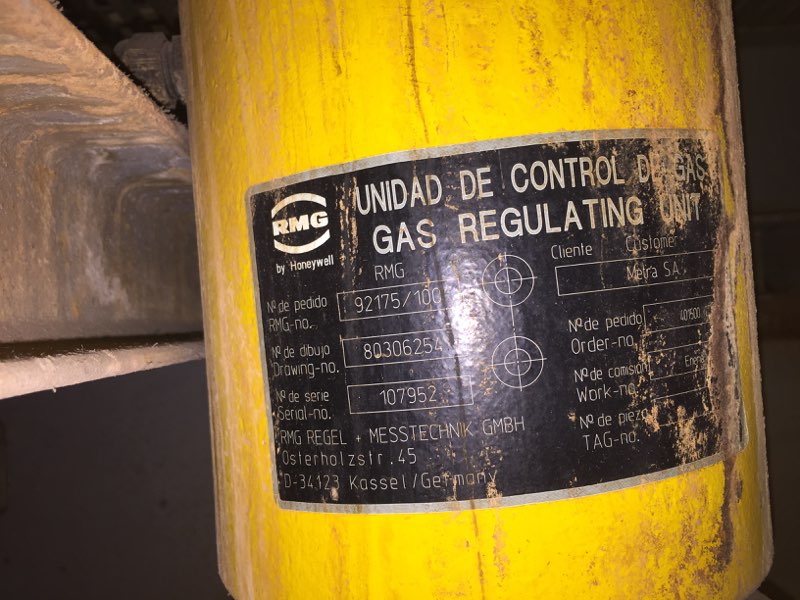 UNIDAD DE CONTROL DE GAS
GAS REGULATING UNIT
RMG
by Honeywell
RMG
Nº de pedido
RMG-no.
92175/100
Nº de dibujo
Drawing-no.
80306254
Nº de serie
Serial-no.
107952
Cliente Customer
Metra SA
Nº de pedido
Order-no.
Nº de comisión
Work-no.
Nº de pieza
TAG-no.
RMG REGEL + MESSTECHNIK GMBH
Osterholzstr.45
D-34123 Kassel/Germany